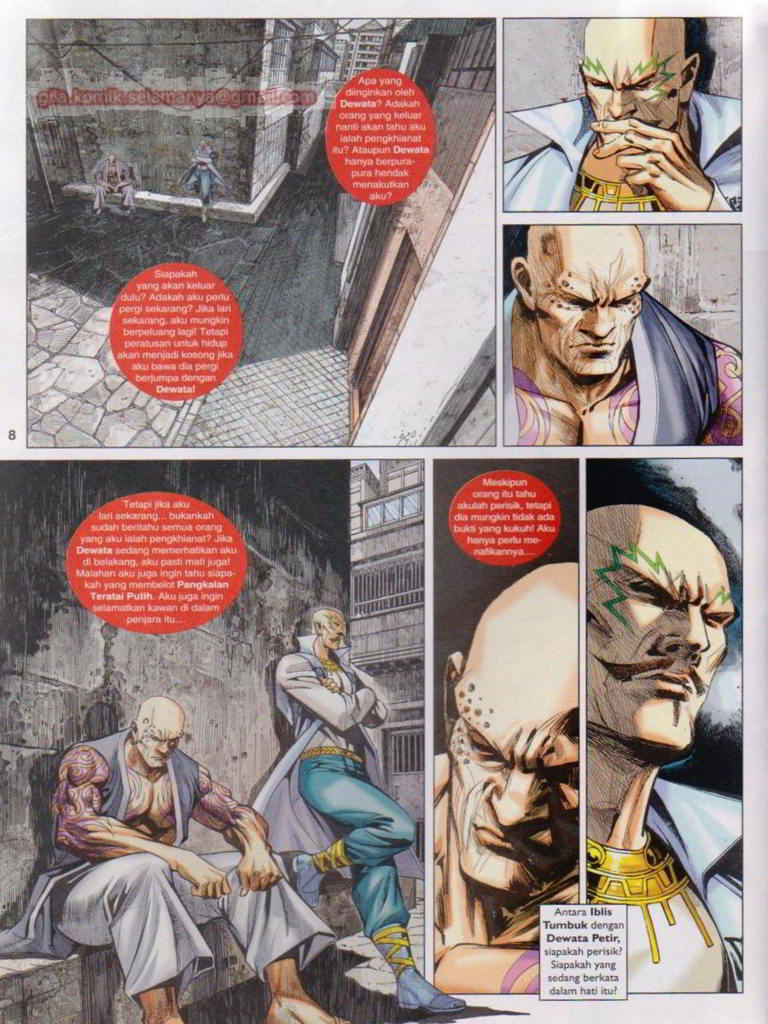 gila.komik.selamanya@gmail.com
Apa yang
diinginkan oleh
Dewata? Adakah
orang yang keluar
nanti akan tahu aku
ialah pengkhianat
itu? Ataupun Dewata
hanya berpura-
pura hendak
menakutkan
aku?
Siapakah
yang akan keluar
dulu? Adakah aku perlu
pergi sekarang? Jika lari
sekarang, aku mungkin
berpeluang lagi! Tetapi
peratusan untuk hidup
akan menjadi kosong jika
aku bawa dia pergi
berjumpa dengan
Dewata!
8
Tetapi jika aku
lari sekarang... bukankah
sudah beritahu semua orang
yang aku ialah pengkhianat? Jika
Dewata sedang memerhatikan aku
di belakang, aku pasti mati juga!
Malahan aku juga ingin tahu siapa-
kah yang membelot Pangkalan
Teratai Putih. Aku juga ingin
selamatkan kawan di dalam
penjara itu....
Meskipun
orang itu tahu
akulah perisik, tetapi
dia mungkin tidak ada
bukti yang kukuh! Aku
hanya perlu me-
nafikannya....
Antara Iblis
Tumbuk dengan
Dewata Petir,
siapakah perisik?
Siapakah yang
sedang berkata
dalam hati itu?